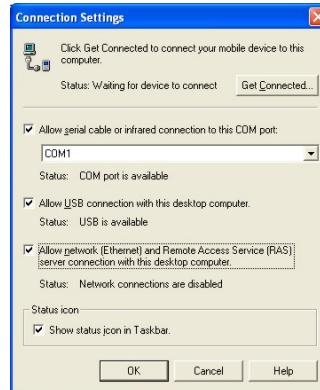 Connection Settings
Click Get Connected to connect your mobile device to this
computer.
Status: Waiting for device to connect
Get Connected...
Allow serial cable or infrared connection to this COM port:
COM1
Status: COM port is available
Allow USB connection with this desktop computer.
Status: USB is available
Allow network (Ethernet) and Remote Access Service (RAS)
server connection with this desktop computer.
Status: Network connections are disabled
Status icon
Show status icon in Taskbar.
OK
Cancel
Help